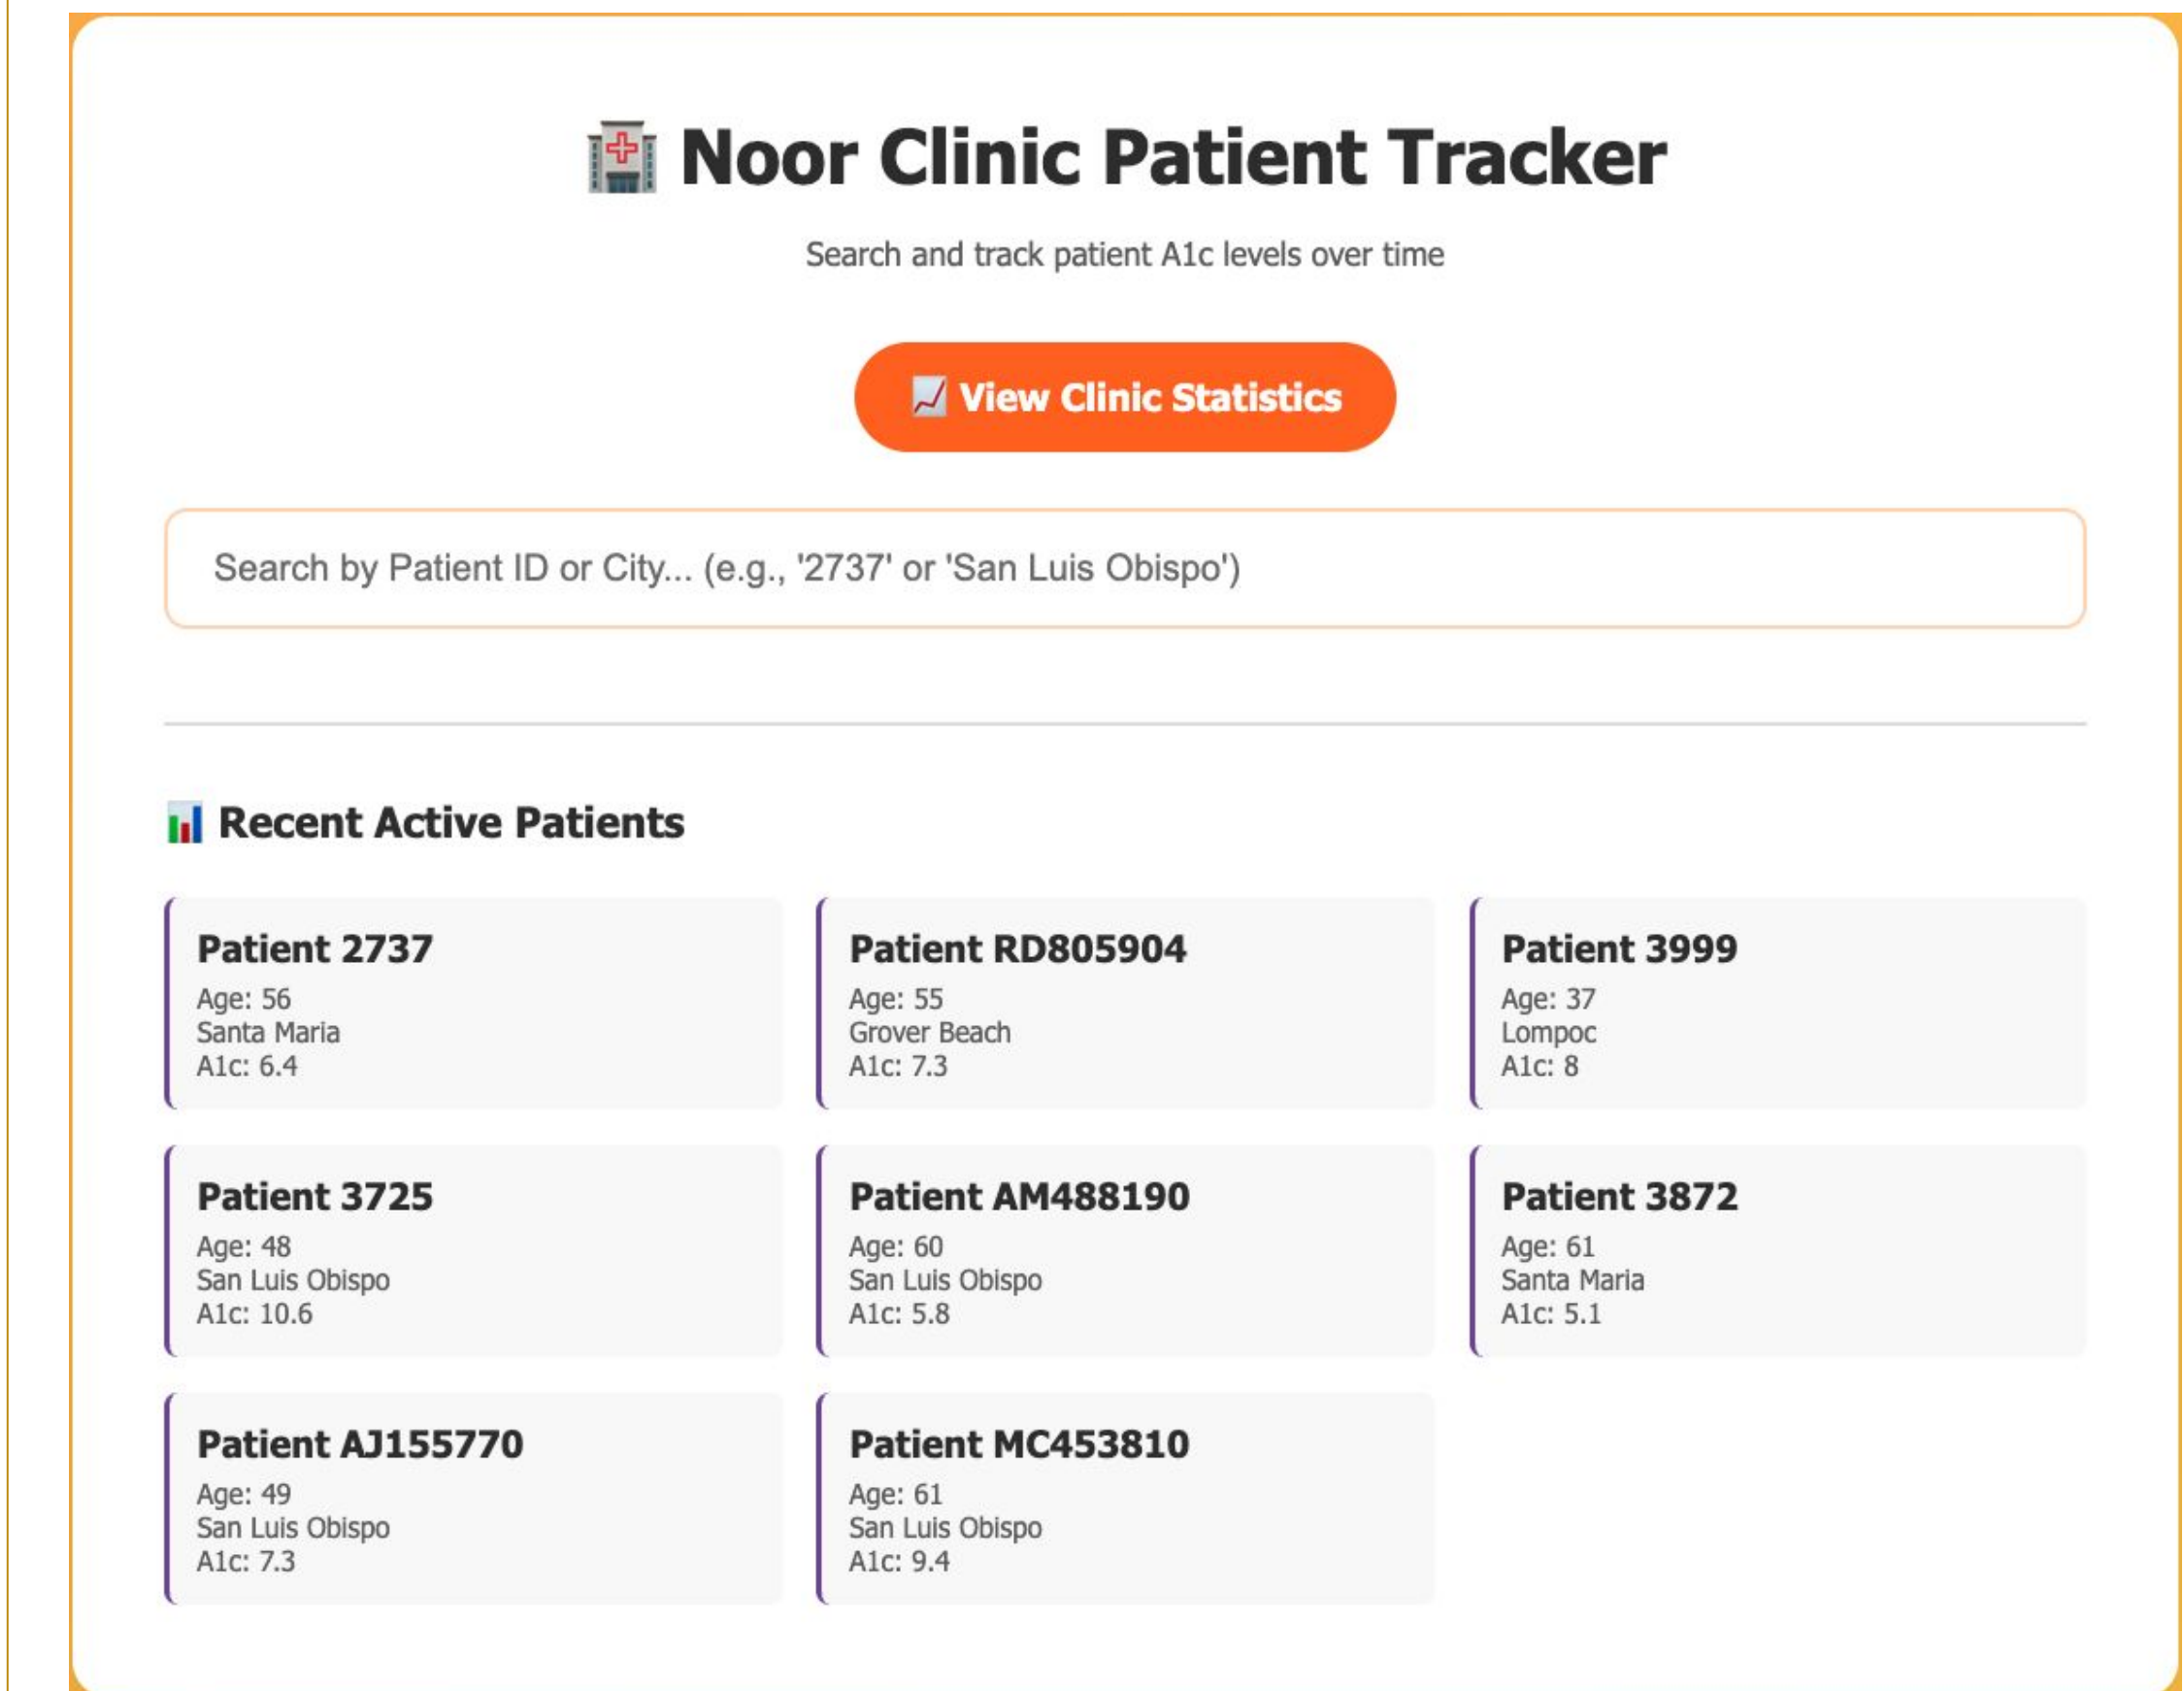 Noor Clinic Patient Tracker
Search and track patient A1c levels over time
View Clinic Statistics
Search by Patient ID or City... (e.g., '2737' or 'San Luis Obispo')
Recent Active Patients
Patient 2737
Age: 56
Santa Maria
A1c: 6.4
Patient RD805904
Age: 55
Grover Beach
A1c: 7.3
Patient 3999
Age: 37
Lompoc
A1c: 8
Patient 3725
Age: 48
San Luis Obispo
A1c: 10.6
Patient AM488190
Age: 60
San Luis Obispo
A1c: 5.8
Patient 3872
Age: 61
Santa Maria
A1c: 5.1
Patient AJ155770
Age: 49
San Luis Obispo
A1c: 7.3
Patient MC453810
Age: 61
San Luis Obispo
A1c: 9.4